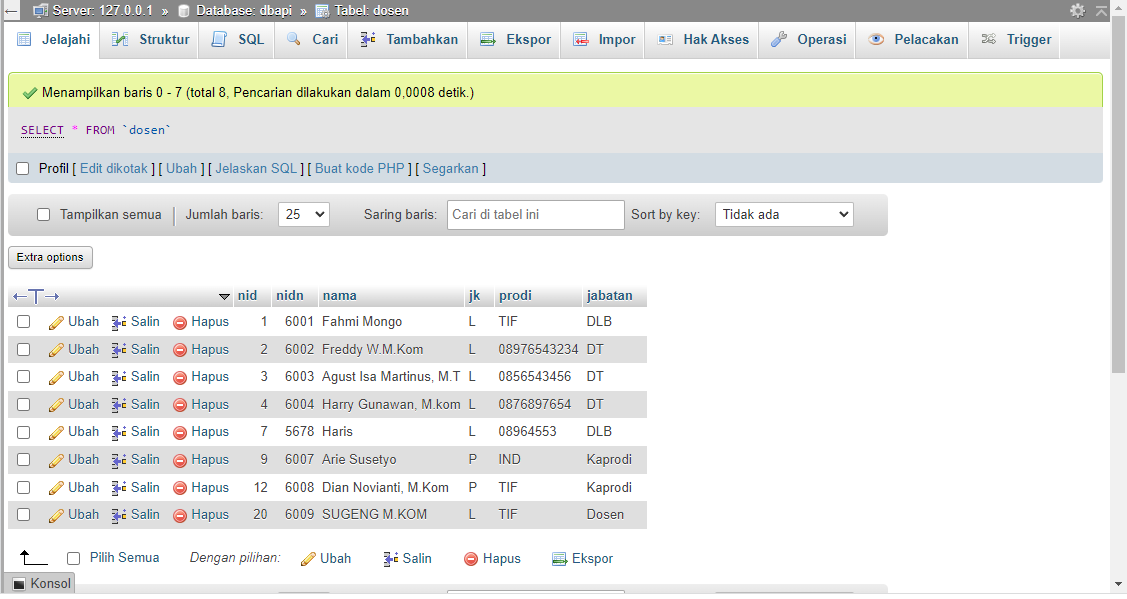 Server: 127.0.0.1 » Database: dbapi » Tabel: dosen
Jelajahi Struktur SQL Cari Tambahkan Ekspor Impor Hak Akses Operasi Pelacakan Trigger
Menampilkan baris 0 - 7 (total 8, Pencarian dilakukan dalam 0,0008 detik.)
SELECT * FROM `dosen`
Profil [ Edit dikotak ] [ Ubah ] [ Jelaskan SQL ] [ Buat kode PHP ] [ Segarkan ]
Tampilkan semua Jumlah baris: 25 Saring baris: Cari di tabel ini Sort by key: Tidak ada
Extra options
nid nidn nama jk prodi jabatan
Ubah Salin Hapus 1 6001 Fahmi Mongo L TIF DLB
Ubah Salin Hapus 2 6002 Freddy W.M.Kom L 08976543234 DT
Ubah Salin Hapus 3 6003 Agust Isa Martinus, M.T L 0856543456 DT
Ubah Salin Hapus 4 6004 Harry Gunawan, M.kom L 0876897654 DT
Ubah Salin Hapus 7 5678 Haris L 08964553 DLB
Ubah Salin Hapus 9 6007 Arie Susetyo P IND Kaprodi
Ubah Salin Hapus 12 6008 Dian Novianti, M.Kom P TIF Kaprodi
Ubah Salin Hapus 20 6009 SUGENG M.KOM L TIF Dosen
Pilih Semua Dengan pilihan: Ubah Salin Hapus Ekspor
Konsol